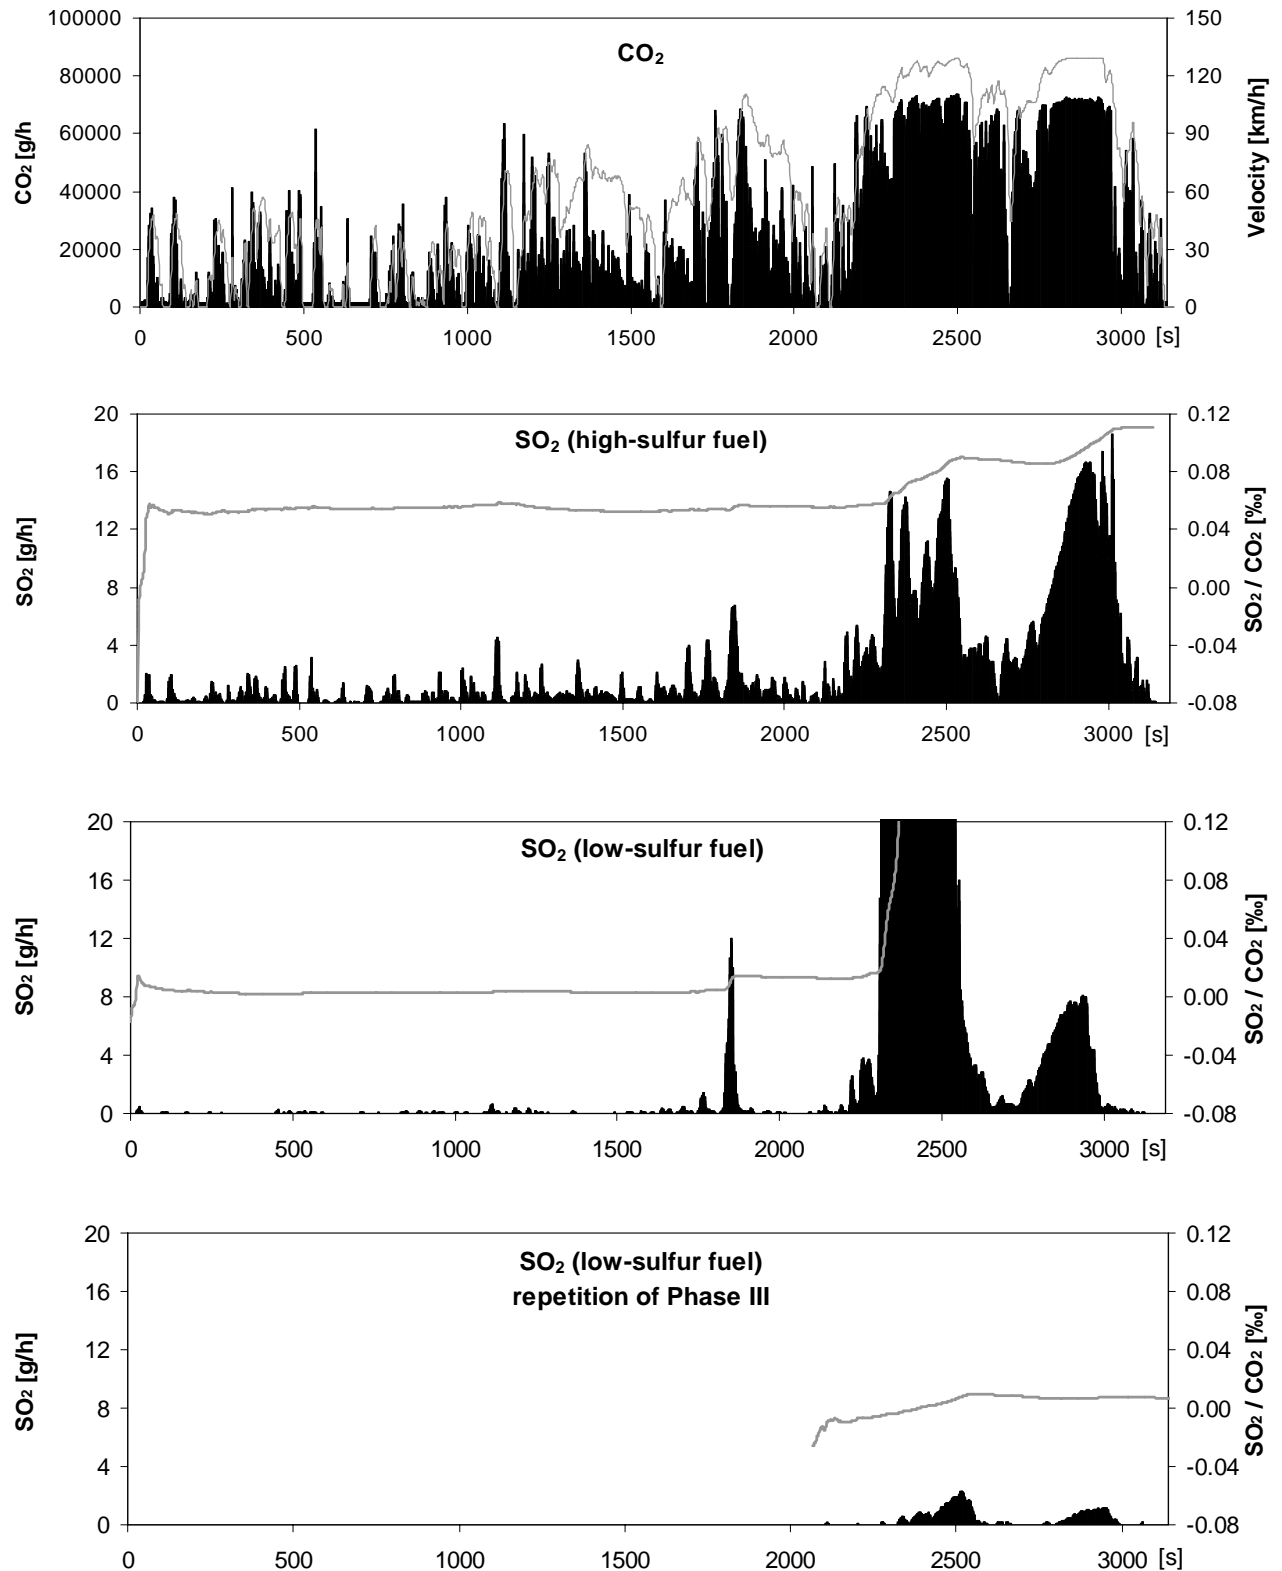 CO₂
CO₂ [g/h]
100000
80000
60000
40000
20000
0
150
120
90
60
30
0
Velocity [km/h]
0 500 1000 1500 2000 2500 3000 [s]
SO₂ (high-sulfur fuel)
SO₂ [g/h]
20
16
12
8
4
0
0.12
0.08
0.04
0.00
-0.04
-0.08
SO₂ / CO₂ [‰]
0 500 1000 1500 2000 2500 3000 [s]
SO₂ (low-sulfur fuel)
SO₂ [g/h]
20
16
12
8
4
0
0.12
0.08
0.04
0.00
-0.04
-0.08
SO₂ / CO₂ [‰]
0 500 1000 1500 2000 2500 3000 [s]
SO₂ (low-sulfur fuel)
repetition of Phase III
SO₂ [g/h]
20
16
12
8
4
0
0.12
0.08
0.04
0.00
-0.04
-0.08
SO₂ / CO₂ [‰]
0 500 1000 1500 2000 2500 3000 [s]